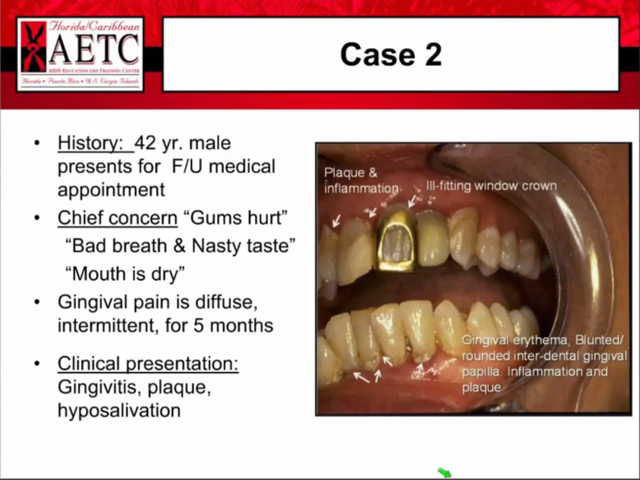 Florida/Caribbean
AETC
AIDS EDUCATION AND TRAINING CENTER
Florida • Puerto Rico • U.S. Virgin Islands
Case 2
• History: 42 yr. male
presents for F/U medical
appointment
• Chief concern “Gums hurt”
“Bad breath & Nasty taste”
“Mouth is dry”
• Gingival pain is diffuse,
intermittent, for 5 months
• Clinical presentation:
Gingivitis, plaque,
hyposalivation
Plaque &
inflammation
Ill-fitting window crown
Gingival erythema, Blunted/
rounded inter-dental gingival
papilla. Inflammation and
plaque